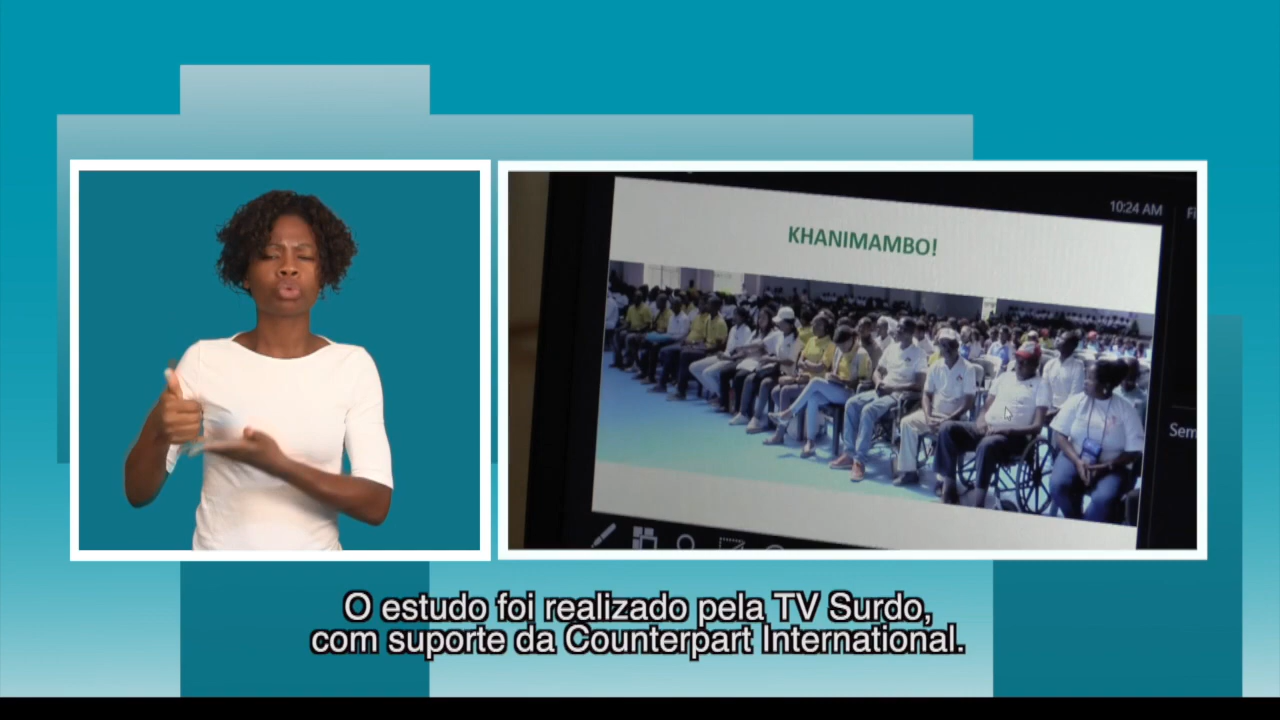 10:24 AM
KHANIMAMBO!
O estudo foi realizado pela TV Surdo,
com suporte da Counterpart International.